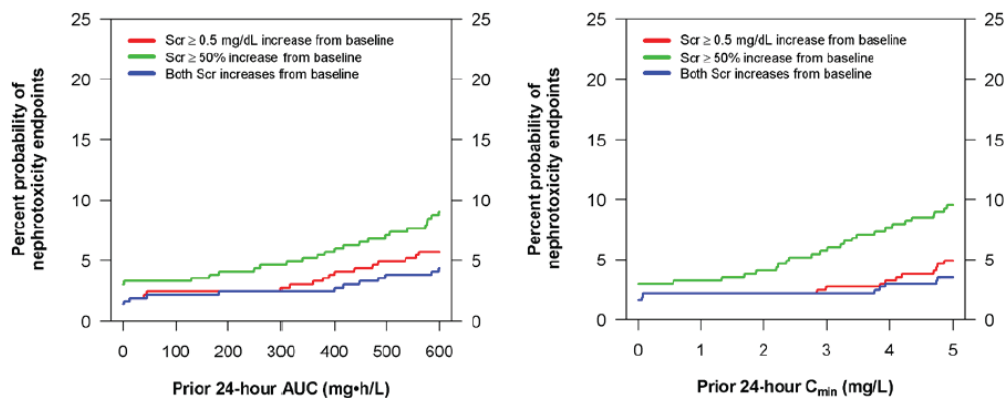 25
20
15
10
5
0
Percent probability of
nephrotoxicity endpoints
Scr ≥ 0.5 mg/dL increase from baseline
Scr ≥ 50% increase from baseline
Both Scr increases from baseline
25
20
15
10
5
0
0 100 200 300 400 500 600
Prior 24-hour AUC (mg•h/L)
25
20
15
10
5
0
Percent probability of
nephrotoxicity endpoints
Scr ≥ 0.5 mg/dL increase from baseline
Scr ≥ 50% increase from baseline
Both Scr increases from baseline
25
20
15
10
5
0
0 1 2 3 4 5
Prior 24-hour Cmin (mg/L)